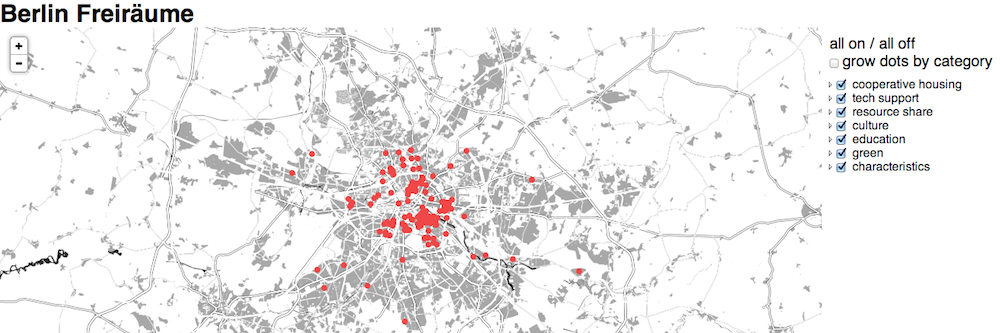 Berlin Freiräume
+
-
all on / all off
grow dots by category
cooperative housing
tech support
resource share
culture
education
green
characteristics